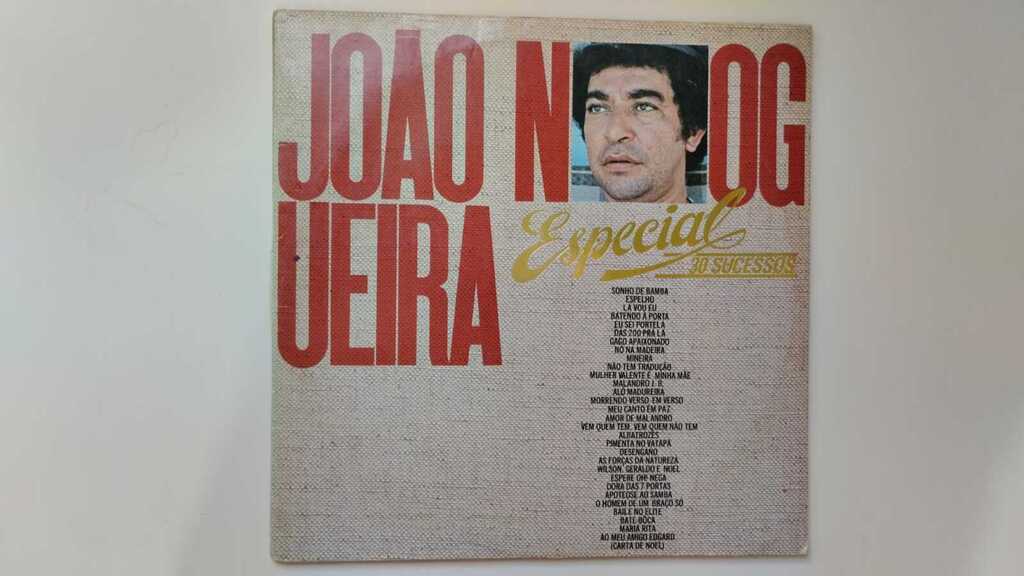 JOÃO NOG
UEIRA
Especial
30 SUCESSOS
SONHO DE BAMBA
ESPELHO
LÁ VOU EU
BATENDO À PORTA
EU SEI PORTELA
DAS 200 PRA LÁ
GAGO APAIXONADO
NÓ NA MADEIRA
MINEIRA
NÃO TEM TRADUÇÃO
MULHER VALENTE É MINHA MÃE
MALANDRO J. B.
ALÔ MADUREIRA
MORRENDO VERSO EM VERSO
MEU CANTO EM PAZ
AMOR DE MALANDRO
VEM QUEM TEM, VEM QUEM NÃO TEM
ALBATROZES
PIMENTA NO VATAPÁ
DESENGANO
AS FORÇAS DA NATUREZA
WILSON, GERALDO E NOEL
ESPERE OH! NEGA
DORA DAS 7 PORTAS
APOTEOSE AO SAMBA
O HOMEM DE UM BRAÇO SÓ
BAILE NO ELITE
BATE-BÔCA
MARIA RITA
AO MEU AMIGO EDGARD
(CARTA DE NOEL)